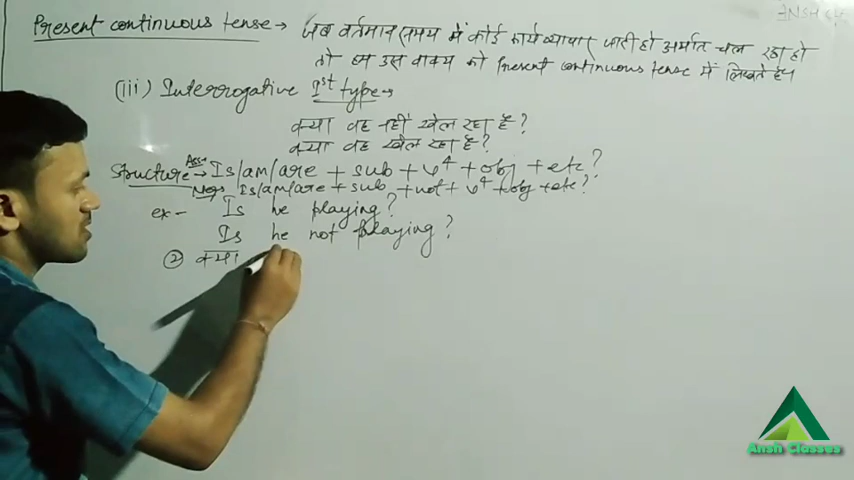 Present continuous tense → जब वर्तमान समय में कोई कार्य व्यापार जारी हो अर्थात चल रहा हो
तो हम उस वाक्य को Present continuous tense में लिखते हैं।
(iii) Interrogative Ist type →
क्या वह नहीं खेल रहा है?
क्या वह खेल रहा है?
Structure → Ass→ Is/am/are + sub + v4 + obj + etc?
Neg→ Is/am/are + sub + not + v4 + obj + etc?
ex- Is he playing?
Is he not playing?
② क्या
Ansh Classes